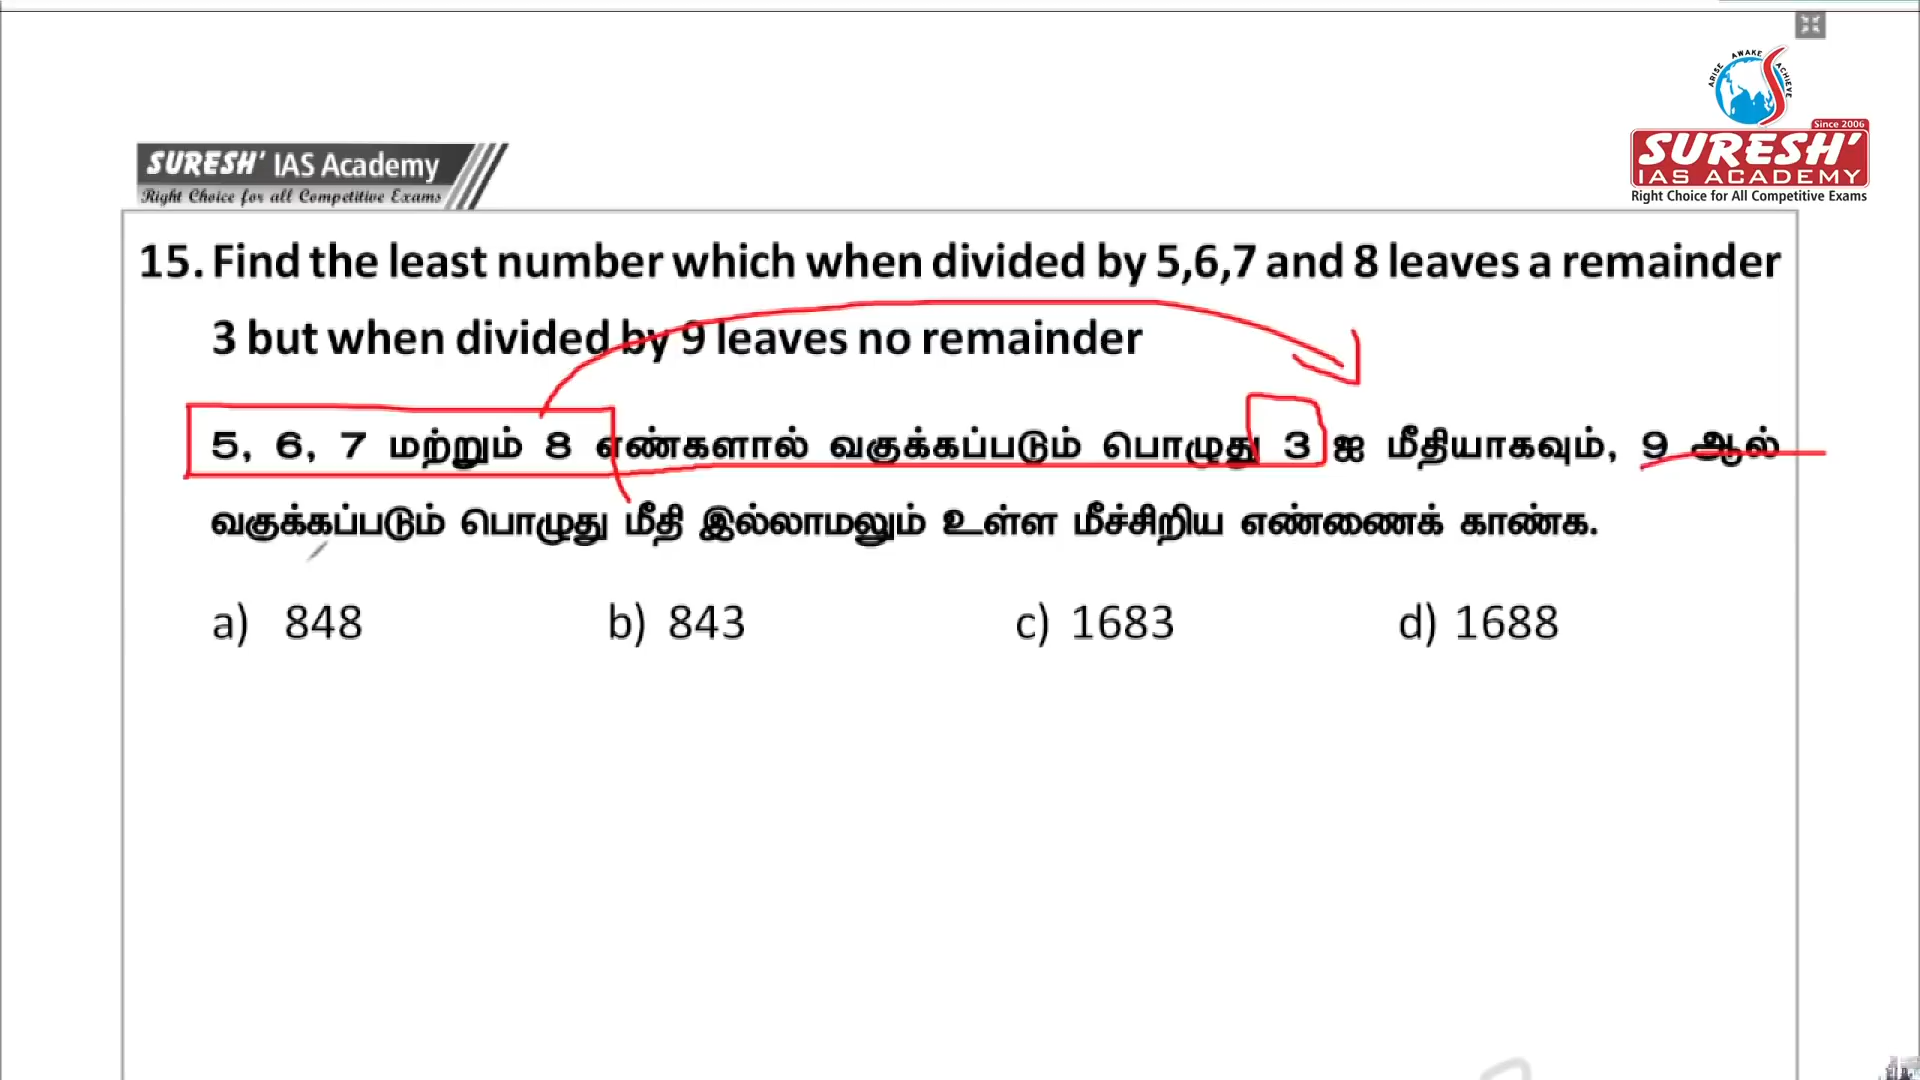 ARISE AWAKE ACHIEVE
Since 2006
SURESH'
IAS ACADEMY
Right Choice for All Competitive Exams
SURESH' IAS Academy
Right Choice for all Competitive Exams
15. Find the least number which when divided by 5,6,7 and 8 leaves a remainder
3 but when divided by 9 leaves no remainder
5, 6, 7 மற்றும் 8 எண்களால் வகுக்கப்படும் பொழுது 3 ஐ மீதியாகவும், 9 ஆல்
வகுக்கப்படும் பொழுது மீதி இல்லாமலும் உள்ள மீச்சிறிய எண்ணைக் காண்க.
a) 848 b) 843 c) 1683 d) 1688